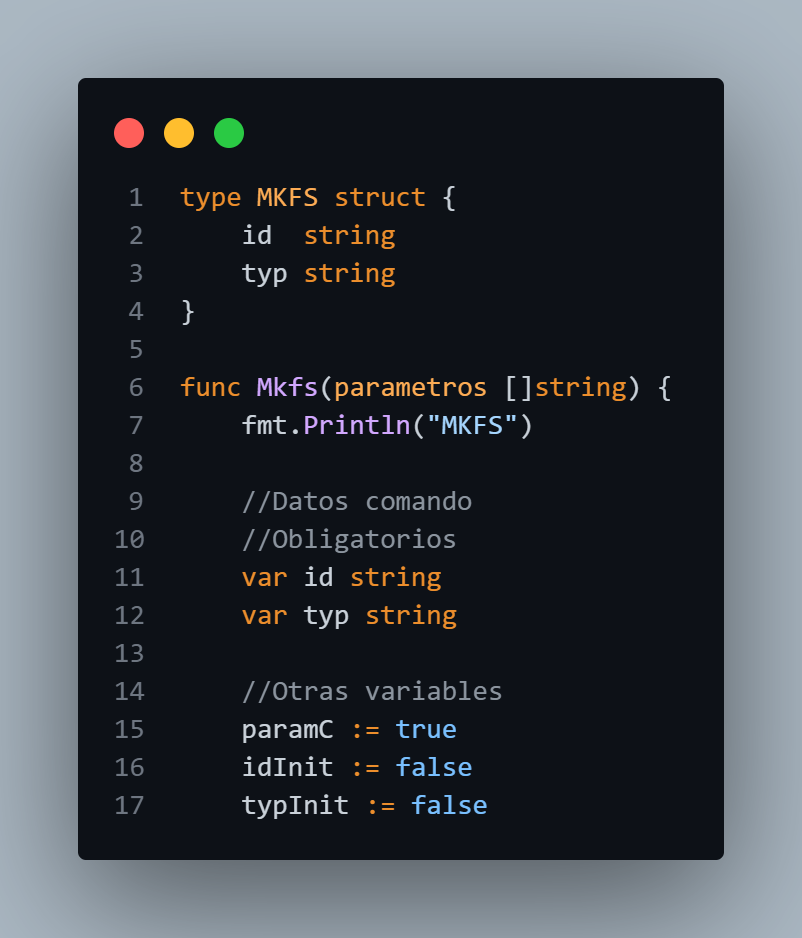 1 type MKFS struct {
2     id  string
3     typ string
4 }
5
6 func Mkfs(parametros []string) {
7     fmt.Println("MKFS")
8
9     //Datos comando
10     //Obligatorios
11     var id string
12     var typ string
13
14     //Otras variables
15     paramC := true
16     idInit := false
17     typInit := false